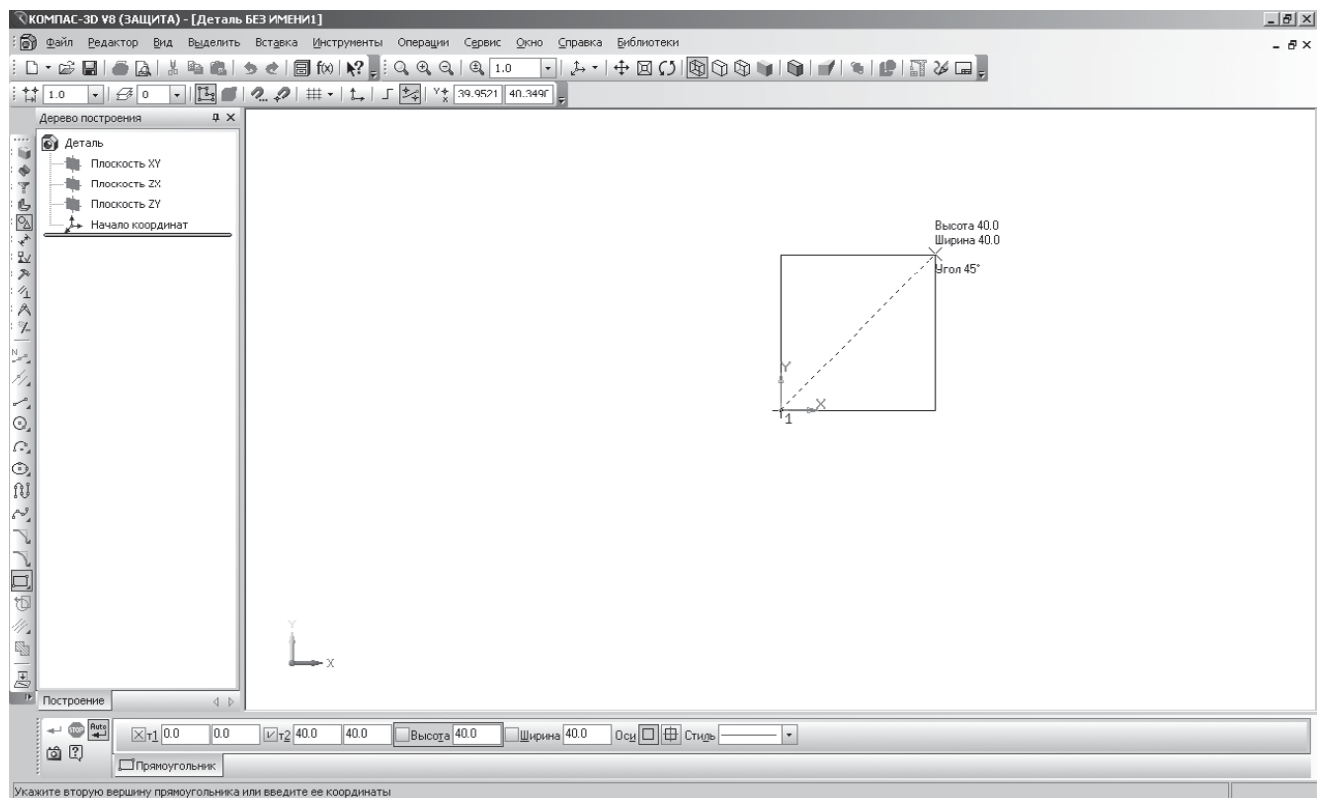 КОМПАС-3D V8 (ЗАЩИТА) - [Деталь БЕЗ ИМЕНИ1]
Файл Редактор Вид Выделить Вставка Инструменты Операции Сервис Окно Справка Библиотеки
f(x) 1.0
1.0 0 39.9521 40.349
Дерево построения
Деталь
Плоскость XY
Плоскость ZX
Плоскость ZY
Начало координат
Высота 40.0
Ширина 40.0
Угол 45°
Y
X
1
Y
X
Построение
Auto т1 0.0 0.0 т2 40.0 40.0 Высота 40.0 Ширина 40.0 Оси Стиль
STOP
Прямоугольник
Укажите вторую вершину прямоугольника или введите ее координаты